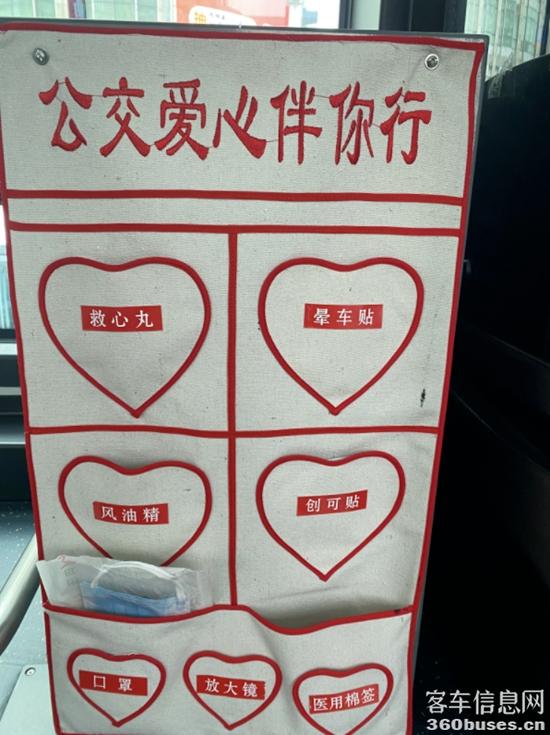 公交爱心伴你行
救心丸
晕车贴
风油精
创可贴
口罩
放大镜
医用棉签
客车信息网
360buses.cn